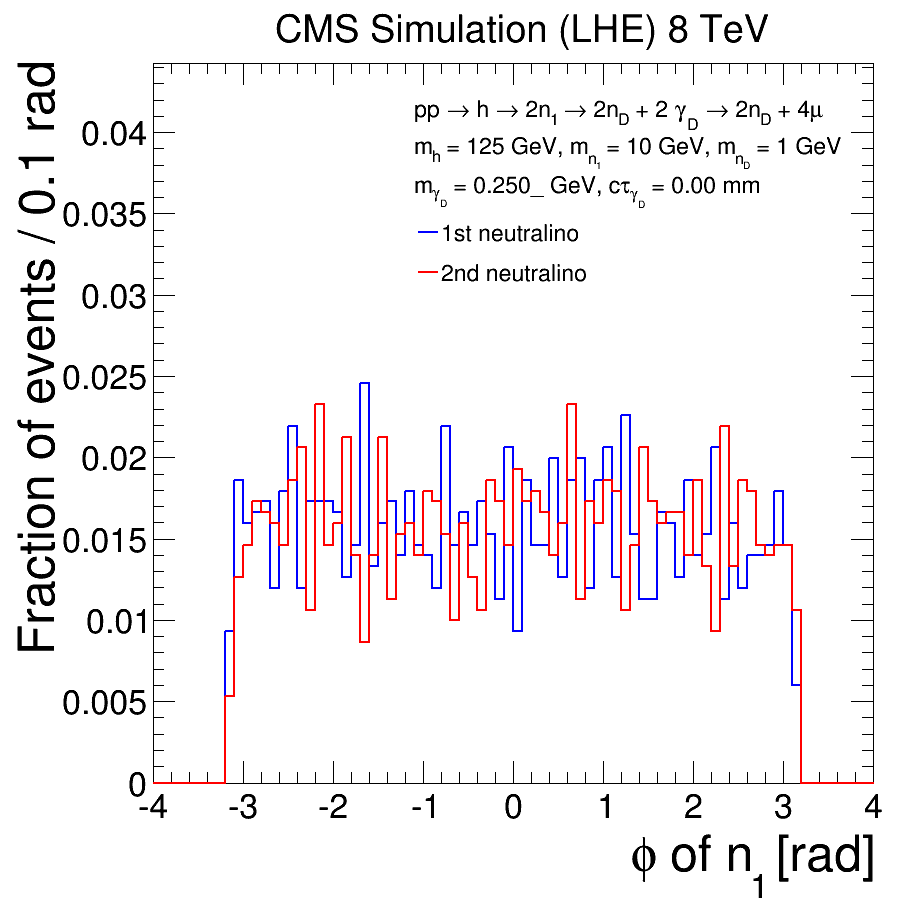 CMS Simulation (LHE) 8 TeV
Fraction of events / 0.1 rad
pp → h → 2n1 → 2nD + 2 γD → 2nD + 4μ
mh = 125 GeV, mn1 = 10 GeV, mnD = 1 GeV
mγD = 0.250_ GeV, cτγD = 0.00 mm
1st neutralino
2nd neutralino
0.04
0.035
0.03
0.025
0.02
0.015
0.01
0.005
0
-4 -3 -2 -1 0 1 2 3 4
ϕ of n1 [rad]